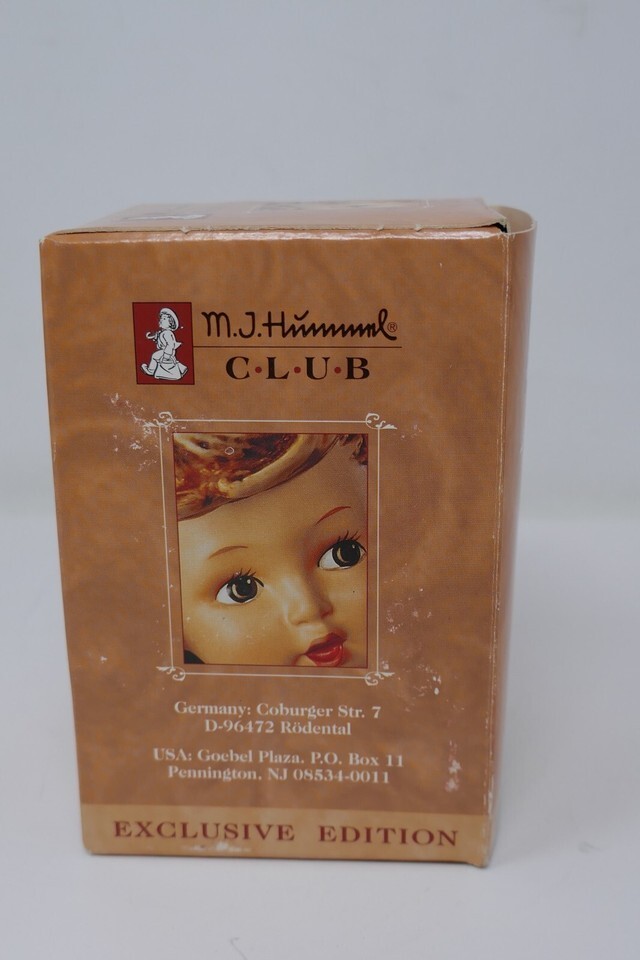 M.J.Hummel®
C·L·U·B
Germany: Coburger Str. 7
D-96472 Rödental
USA: Goebel Plaza, P.O. Box 11
Pennington, NJ 08534-0011
EXCLUSIVE EDITION